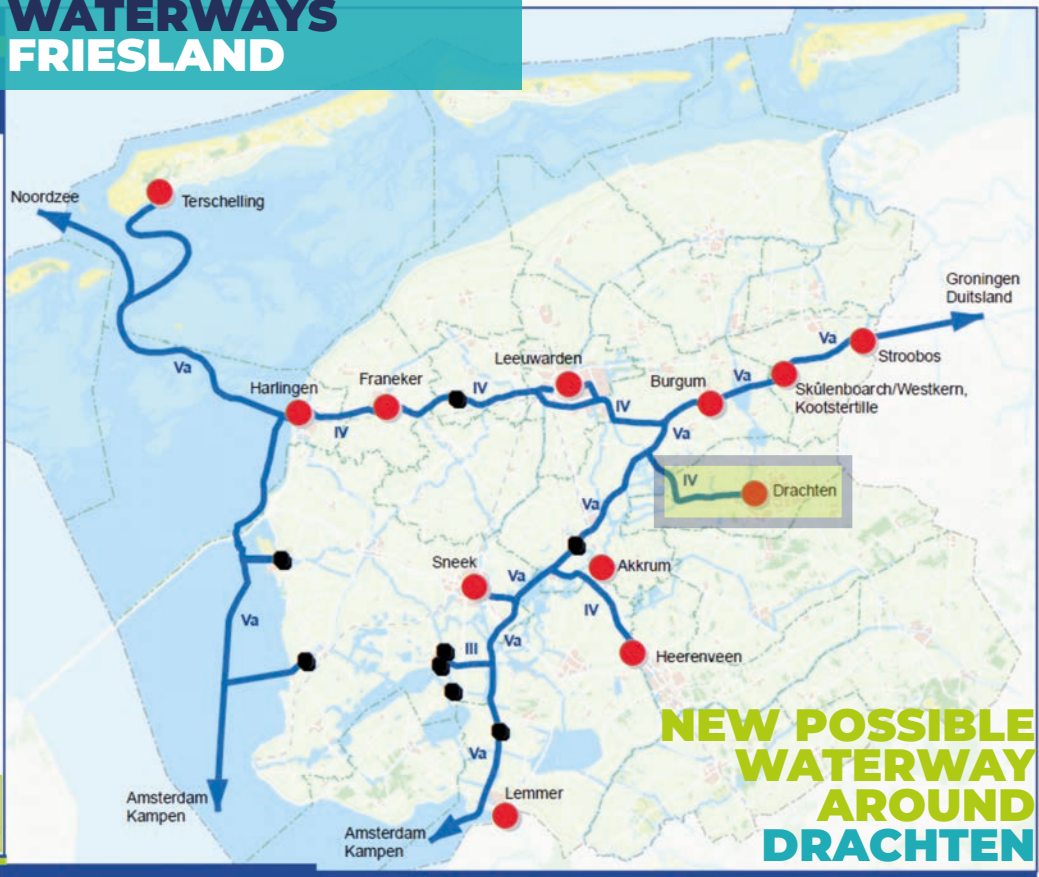 WATERWAYS
FRIESLAND
Noordzee
Terschelling
Groningen
Duitsland
Va
Stroobos
Va
Leeuwarden
Harlingen
Franeker
IV
Burgum
Va
Skûlenboarch/Westkern,
Kootstertille
IV
IV
Va
IV
Drachten
Va
Sneek
Va
Akkrum
IV
Va
III
Va
Heerenveen
Va
Lemmer
Amsterdam
Kampen
Amsterdam
Kampen
NEW POSSIBLE
WATERWAY
AROUND
DRACHTEN